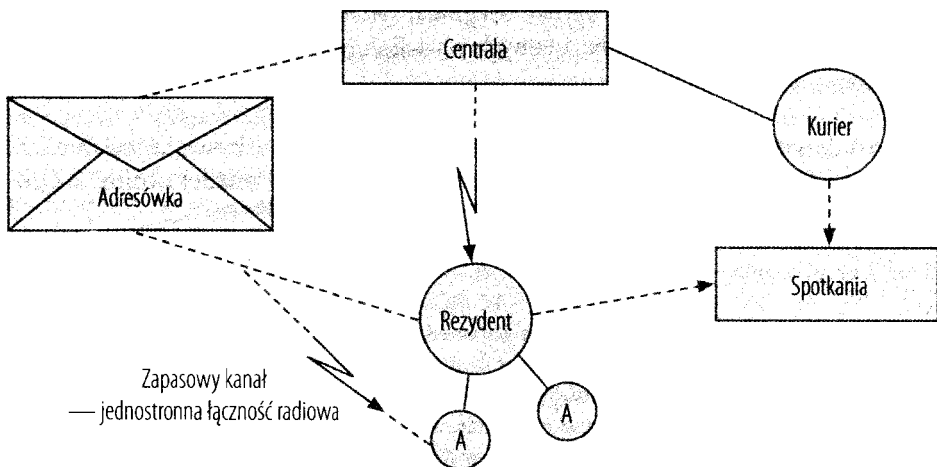 Centrala
Kurier
Adresówka
Spotkania
Rezydent
Zapasowy kanał
— jednostronna łączność radiowa
A
A